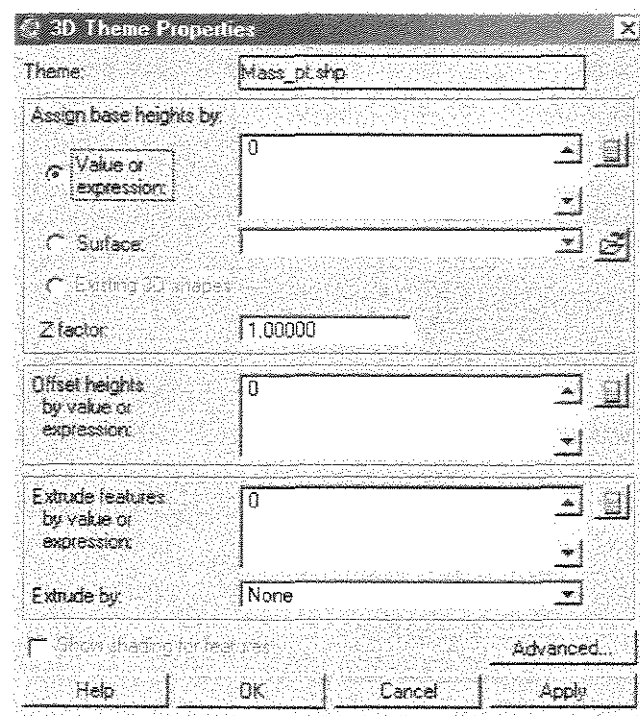 3D Theme Properties
Theme: Mass_pt.shp
Assign base heights by:
Value or expression: 0
Surface:
Existing 3D shapes
Z factor: 1.00000
Offset heights by value or expression: 0
Extrude features by value or expression: 0
Extrude by: None
Show shading for features
Advanced...
Help OK Cancel Apply